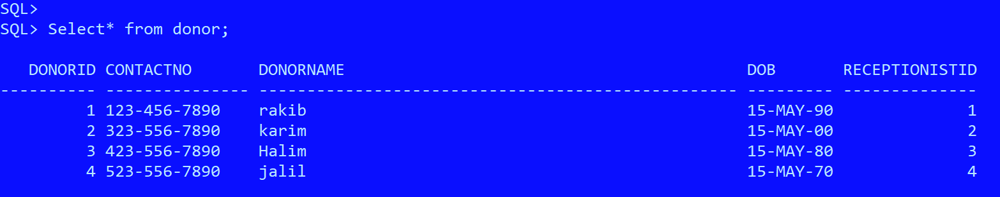 SQL>
SQL> Select* from donor;
DONORID CONTACTNO DONORNAME DOB RECEPTIONISTID
---------- --------------- -------------------------------------------------- --------- --------------
1 123-456-7890 rakib 15-MAY-90 1
2 323-556-7890 karim 15-MAY-00 2
3 423-556-7890 Halim 15-MAY-80 3
4 523-556-7890 jalil 15-MAY-70 4